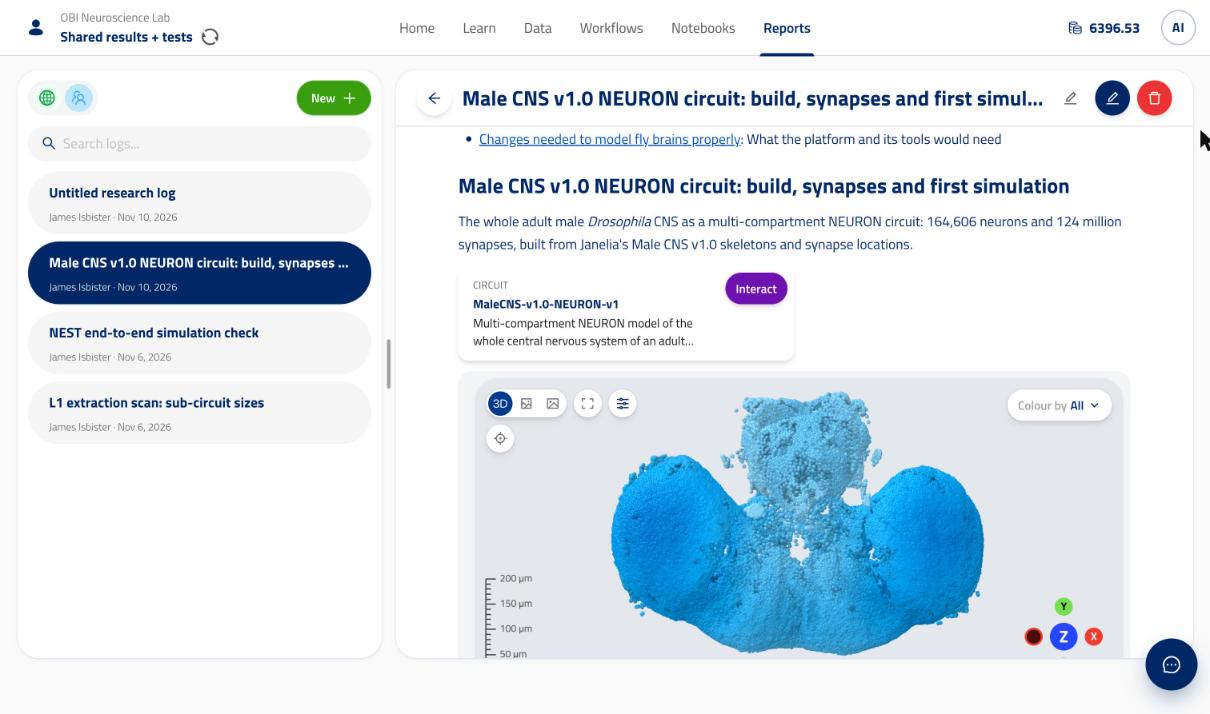 OBI Neuroscience Lab
Shared results + tests
Home
Learn
Data
Workflows
Notebooks
Reports
6396.53
AI
New
Search logs...
Untitled research log
James Isbister · Nov 10, 2026
Male CNS v1.0 NEURON circuit: build, synapses ...
James Isbister · Nov 10, 2026
NEST end-to-end simulation check
James Isbister · Nov 6, 2026
L1 extraction scan: sub-circuit sizes
James Isbister · Nov 6, 2026
Male CNS v1.0 NEURON circuit: build, synapses and first simul...
• Changes needed to model fly brains properly: What the platform and its tools would need
Male CNS v1.0 NEURON circuit: build, synapses and first simulation
The whole adult male Drosophila CNS as a multi-compartment NEURON circuit: 164,606 neurons and 124 million
synapses, built from Janelia's Male CNS v1.0 skeletons and synapse locations.
CIRCUIT
MaleCNS-v1.0-NEURON-v1
Multi-compartment NEURON model of the
whole central nervous system of an adult...
Interact
3D
Colour by All
200 µm
150 µm
100 µm
50 µm
Y
Z
X